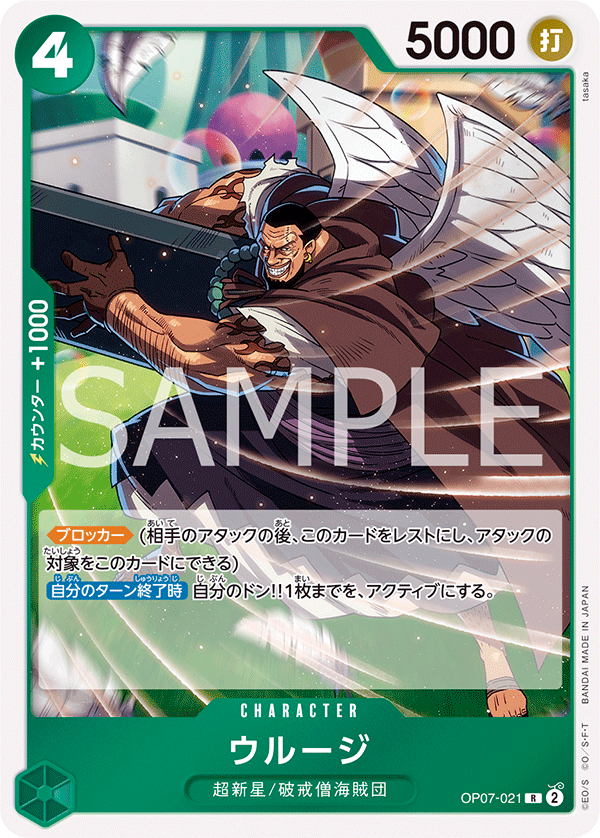 4
5000 打
tasaka
カウンター +1000
SAMPLE
ブロッカー (相手のアタックの後、このカードをレストにし、アタックの
対象をこのカードにできる)
自分のターン終了時 自分のドン!!1枚までを、アクティブにする。
CHARACTER
ウルージ
超新星/破戒僧海賊団
OP07-021 R 2
©E.O/S ©O/S・F・T BANDAI MADE IN JAPAN